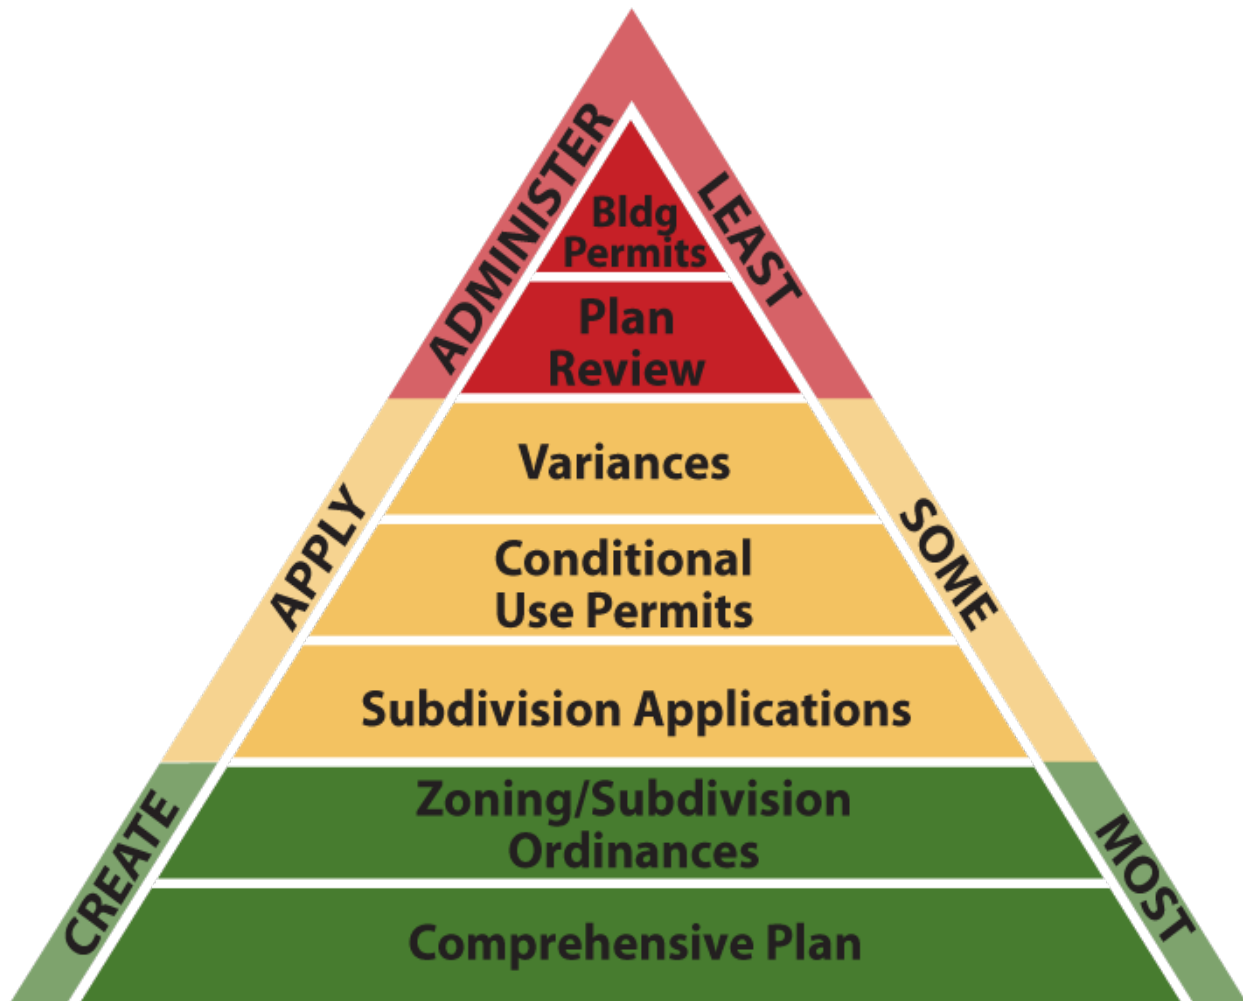 ADMINISTER
LEAST
Bldg
Permits
Plan
Review
APPLY
SOME
Variances
Conditional
Use Permits
Subdivision Applications
CREATE
MOST
Zoning/Subdivision
Ordinances
Comprehensive Plan